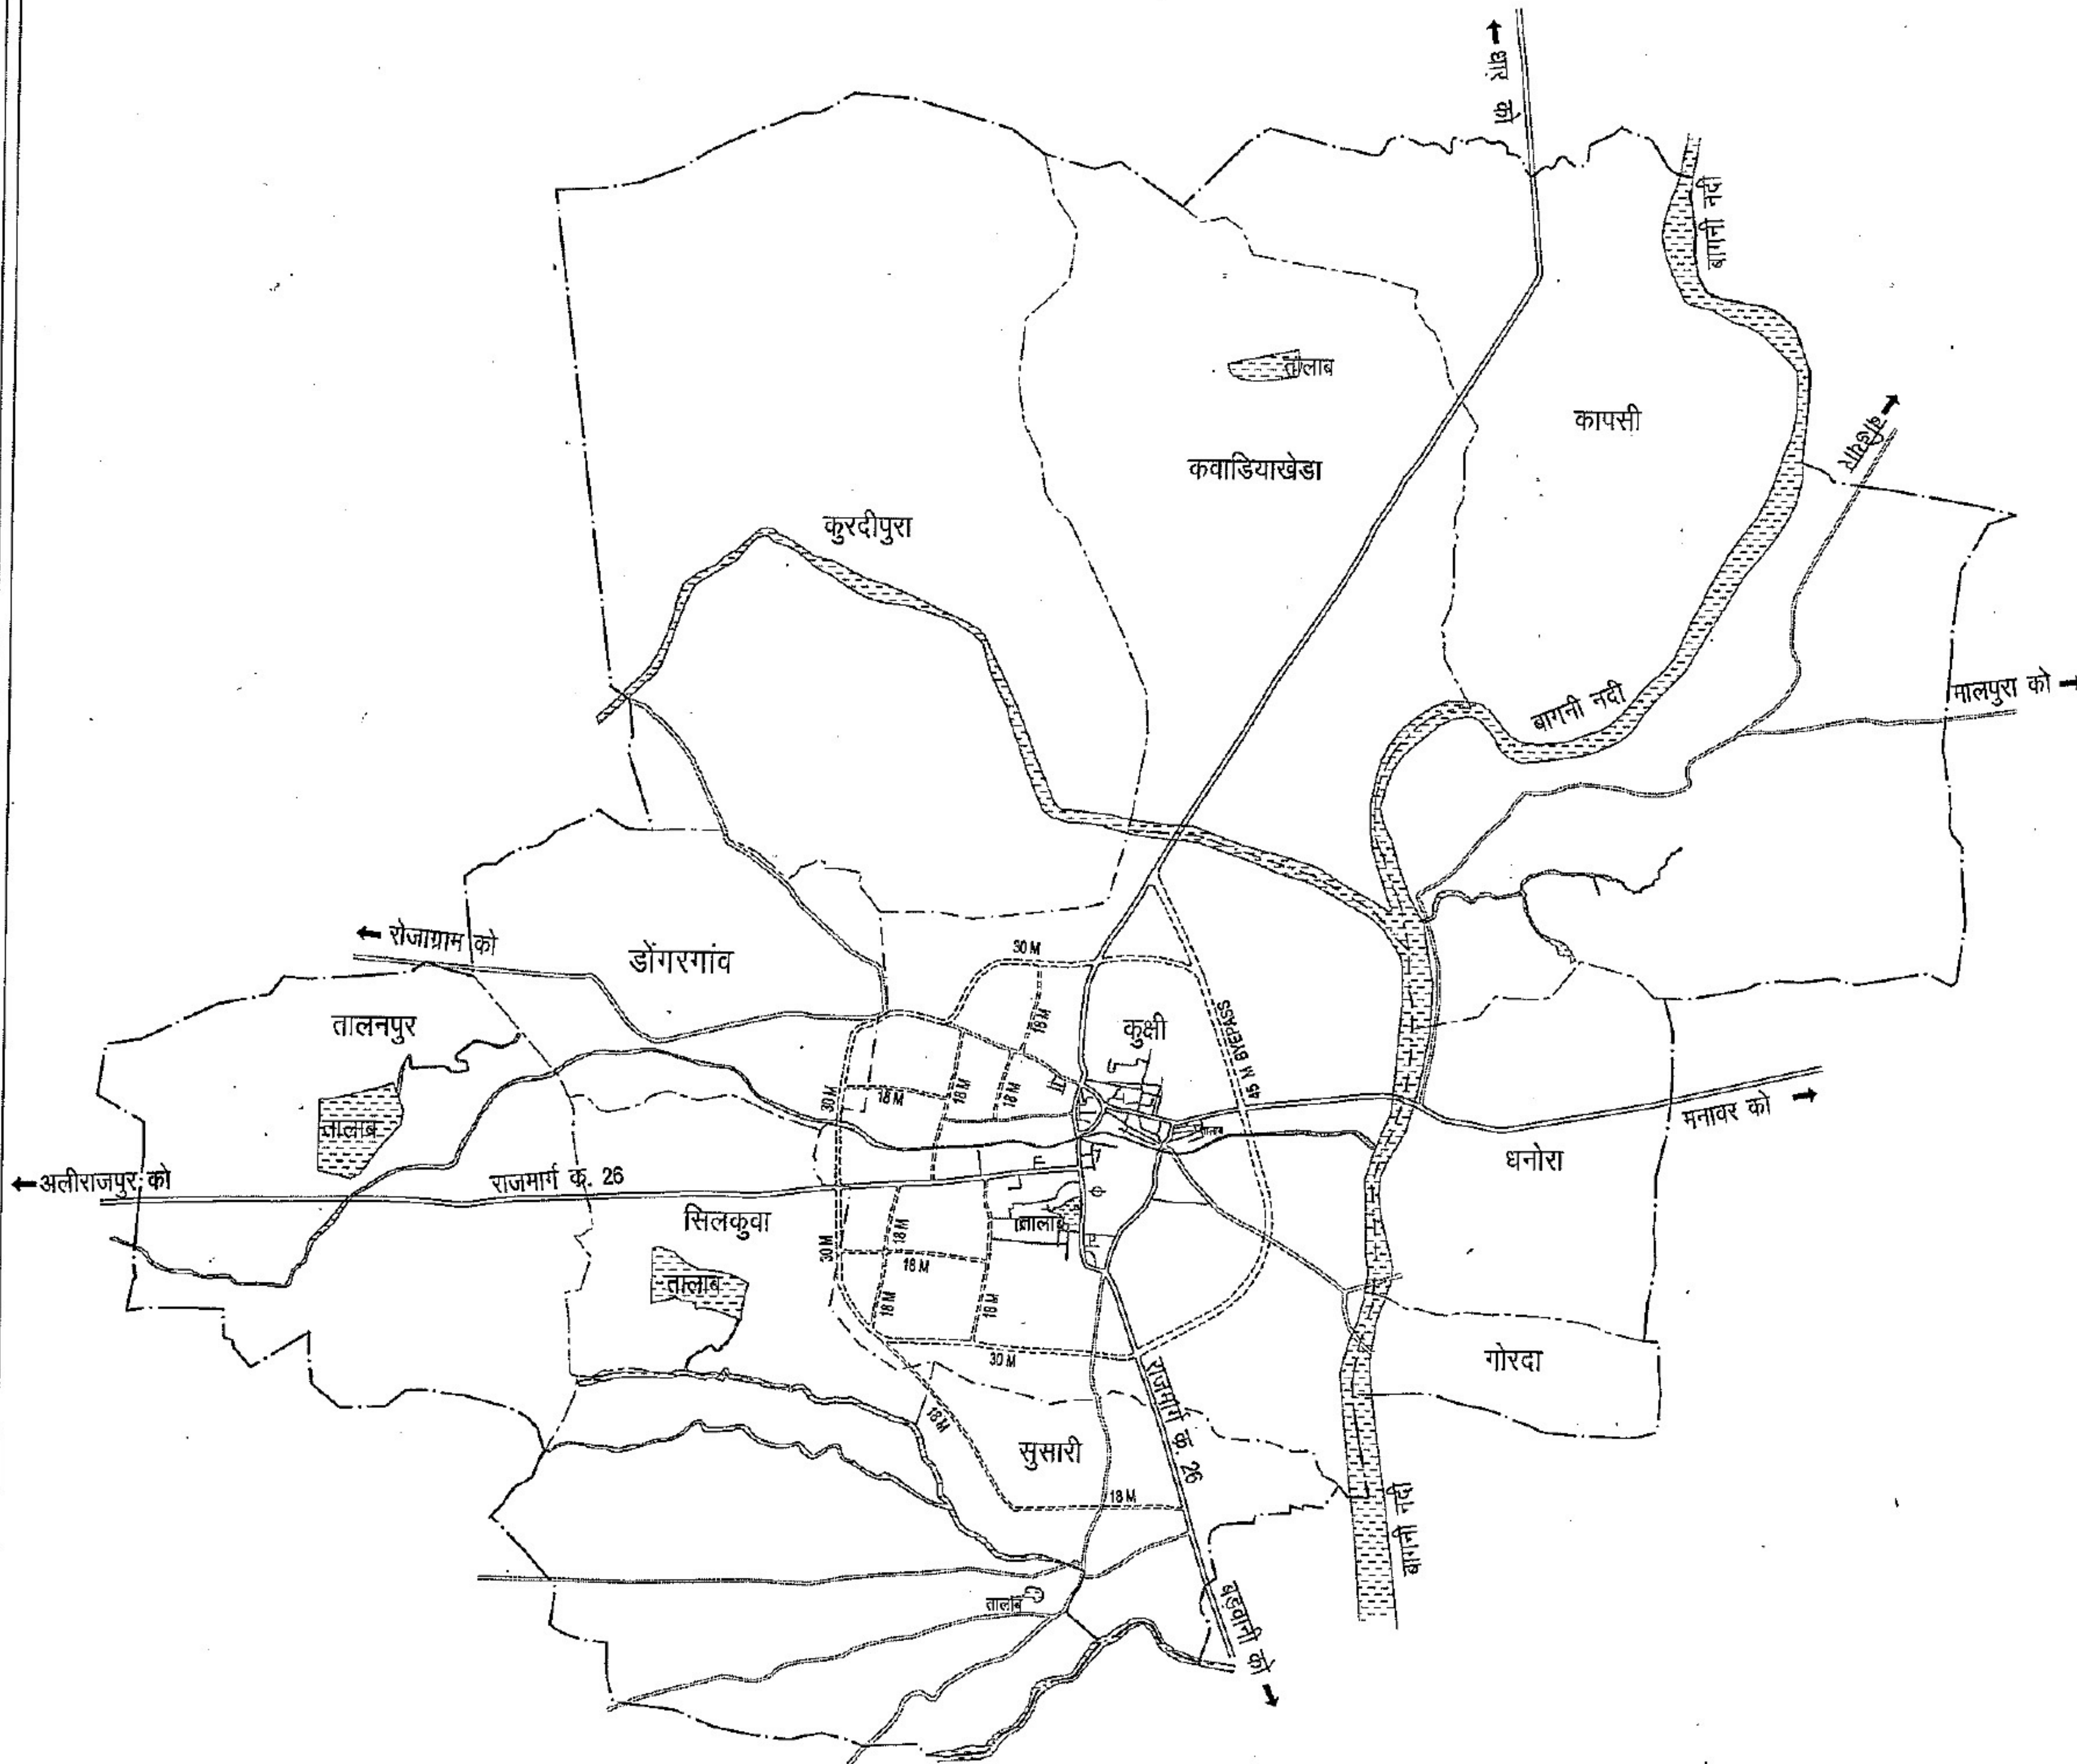 धार को
बागनी नदी
तालाब
कापसी
कवाडियाखेडा
कुरदीपुरा
मालपुरा को
बागनी नदी
रोजाग्राम को
डोंगरगांव
30 M
तालनपुर
18 M
कुक्षी
45 M BYEPASS
30 M
18 M
18 M
18 M
तालाब
मनावर को
धनोरा
अलीराजपुर को
राजमार्ग क्र. 26
सिलकुवा
तालाब
18 M
30 M
18 M
तालाब
18 M
18 M
30 M
गोरदा
राजमार्ग क्र. 26
18 M
सुसारी
18 M
बागनी नदी
तालाब
बड़वानी को